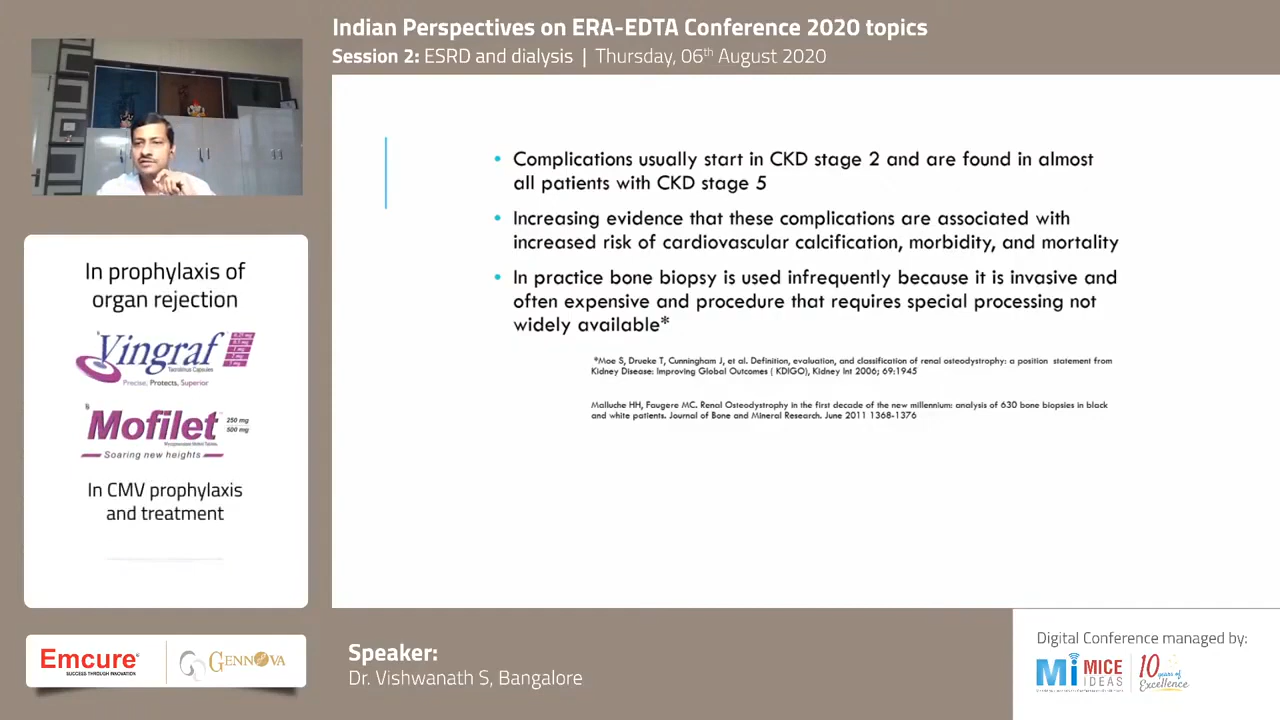 Indian Perspectives on ERA-EDTA Conference 2020 topics
Session 2: ESRD and dialysis | Thursday, 06th August 2020
• Complications usually start in CKD stage 2 and are found in almost
all patients with CKD stage 5
• Increasing evidence that these complications are associated with
increased risk of cardiovascular calcification, morbidity, and mortality
• In practice bone biopsy is used infrequently because it is invasive and
often expensive and procedure that requires special processing not
widely available*
*Moe S, Drueke T, Cunningham J, et al. Definition, evaluation, and classification of renal osteodystrophy: a position statement from
Kidney Disease: Improving Global Outcomes ( KDIGO), Kidney Int 2006; 69:1945
Malluche HH, Faugere MC. Renal Osteodystrophy in the first decade of the new millennium: analysis of 630 bone biopsies in black
and white patients. Journal of Bone and Mineral Research. June 2011 1368-1376
In prophylaxis of
organ rejection
Vingraf
Tacrolimus Capsules
Precise, Protects, Superior
Mofilet
250 mg
500 mg
Soaring new heights
In CMV prophylaxis
and treatment
Emcure®
SUCCESS THROUGH INNOVATION
GENNOVA
Speaker:
Dr. Vishwanath S, Bangalore
Digital Conference managed by:
Mi MICE
IDEAS
10 years of
Excellence